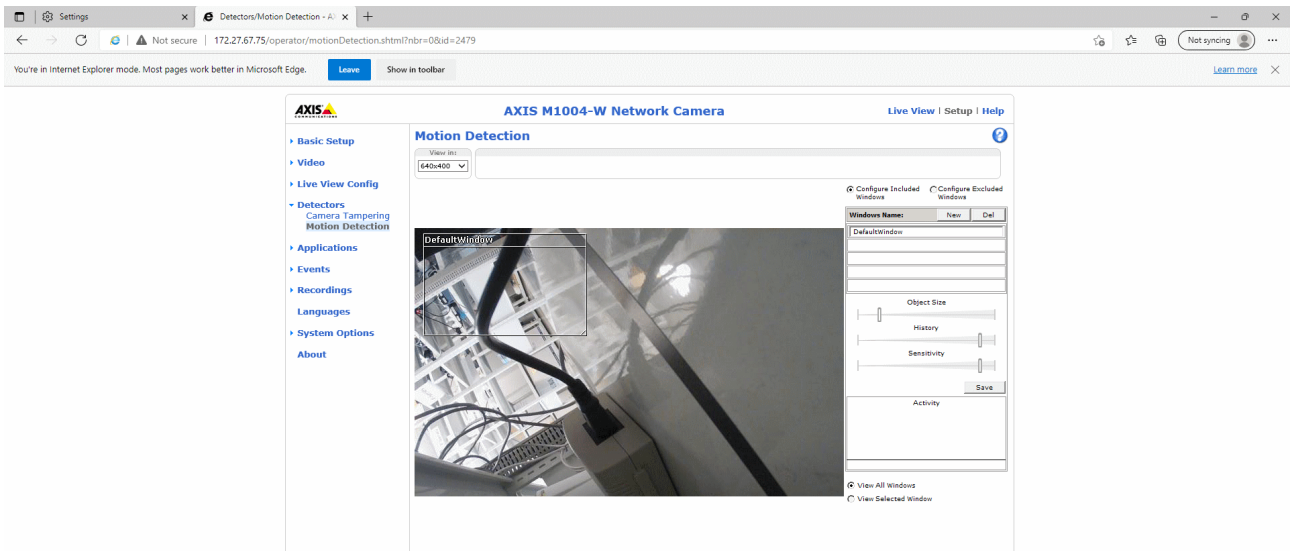 Settings
Detectors/Motion Detection - A
Not secure | 172.27.67.75/operator/motionDetection.shtml?nbr=0&id=2479
Not syncing
You're in Internet Explorer mode. Most pages work better in Microsoft Edge.
Leave
Show in toolbar
Learn more
AXIS
COMMUNICATIONS
AXIS M1004-W Network Camera
Live View | Setup | Help
Basic Setup
Video
Live View Config
Detectors
Camera Tampering
Motion Detection
Applications
Events
Recordings
Languages
System Options
About
Motion Detection
View in:
640x400
Configure Included Windows
Configure Excluded Windows
Windows Name:
New
Del
DefaultWindow
DefaultWindow
Object Size
History
Sensitivity
Save
Activity
View All Windows
View Selected Window